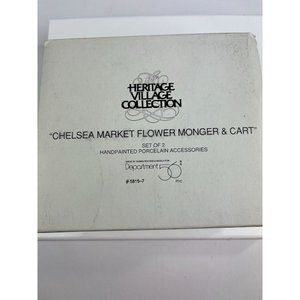 HERITAGE
VILLAGE
COLLECTION
"CHELSEA MARKET FLOWER MONGER & CART"
SET OF 2
HANDPAINTED PORCELAIN ACCESSORIES
Department 56
#5815-7